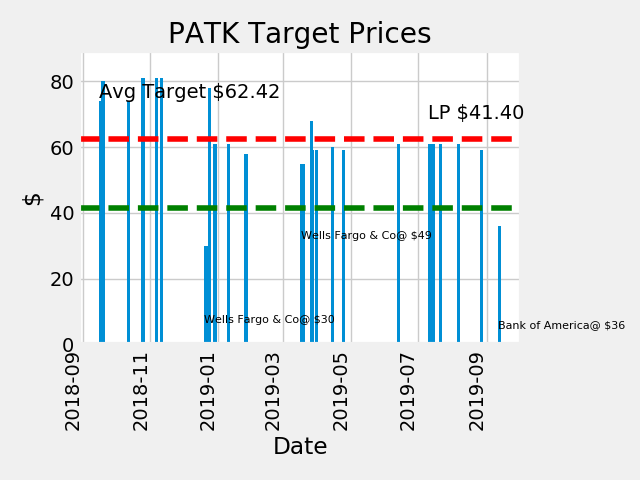 PATK Target Prices
Avg Target $62.42
LP $41.40
Wells Fargo & Co@ $49
Wells Fargo & Co@ $30
Bank of America@ $36
80
60
40
20
0
$
2018-09
2018-11
2019-01
2019-03
2019-05
2019-07
2019-09
Date